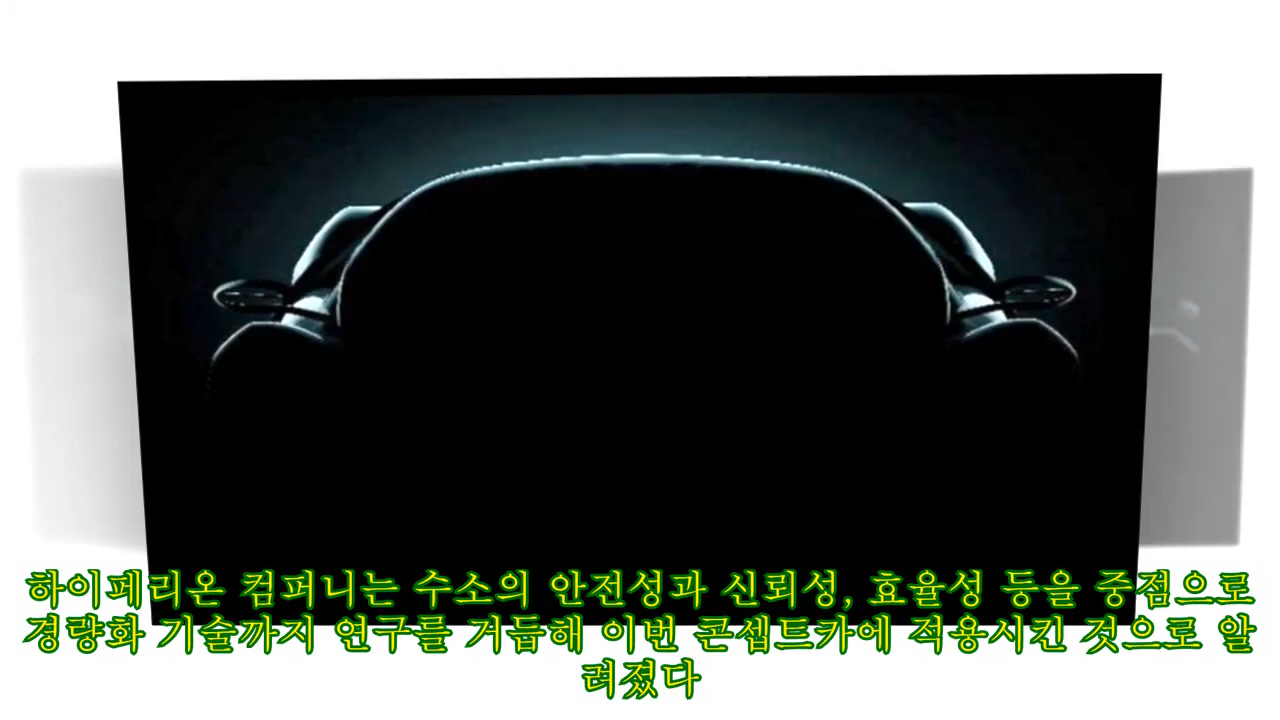 하이페리온 컴퍼니는 수소의 안전성과 신뢰성, 효율성 등을 중점으로
경량화 기술까지 연구를 거듭해 이번 콘셉트카에 적용시킨 것으로 알
려졌다